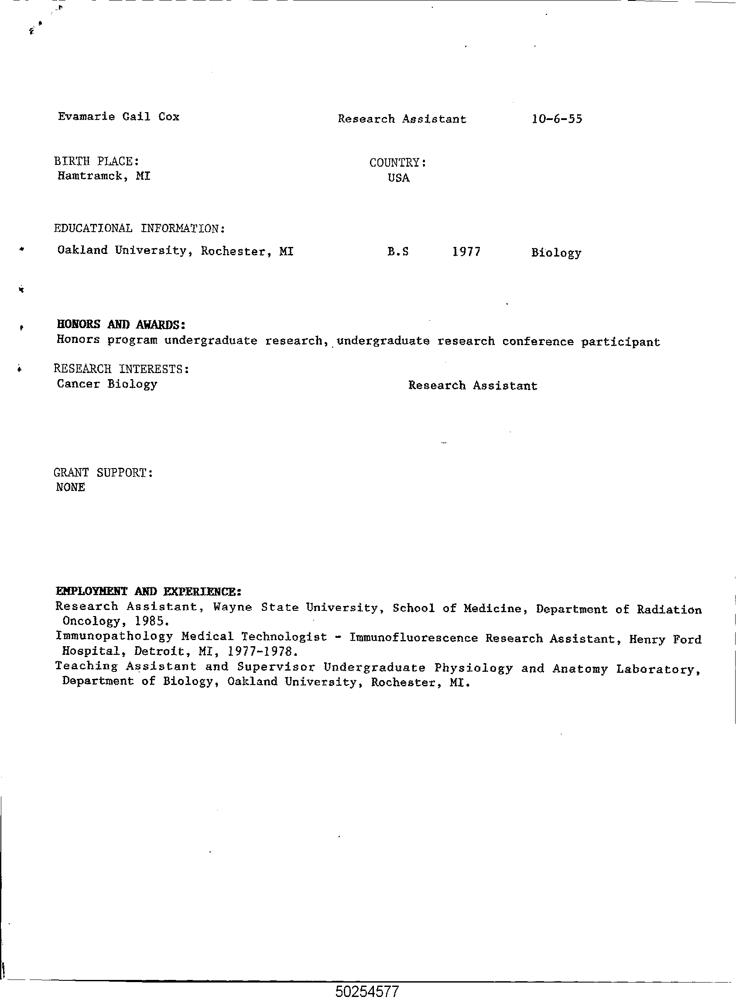 Evamarie Gail Cox Research Assistant 10-6-55
BIRTH PLACE: COUNTRY:
Hamtramck, MI USA
EDUCATIONAL INFORMATION:
Oakland University, Rochester, MI B.S 1977 Biology
HONORS AND AWARDS:
Honors program undergraduate research, undergraduate research conference participant
RESEARCH INTERESTS:
Cancer Biology Research Assistant
GRANT SUPPORT:
NONE
EMPLOYMENT AND EXPERIENCE:
Research Assistant, Wayne State University, School of Medicine, Department of Radiation
Oncology, 1985.
Immunopathology Medical Technologist - Immunofluorescence Research Assistant, Henry Ford
Hospital, Detroit, MI, 1977-1978.
Teaching Assistant and Supervisor Undergraduate Physiology and Anatomy Laboratory,
Department of Biology, Oakland University, Rochester, MI.
50254577